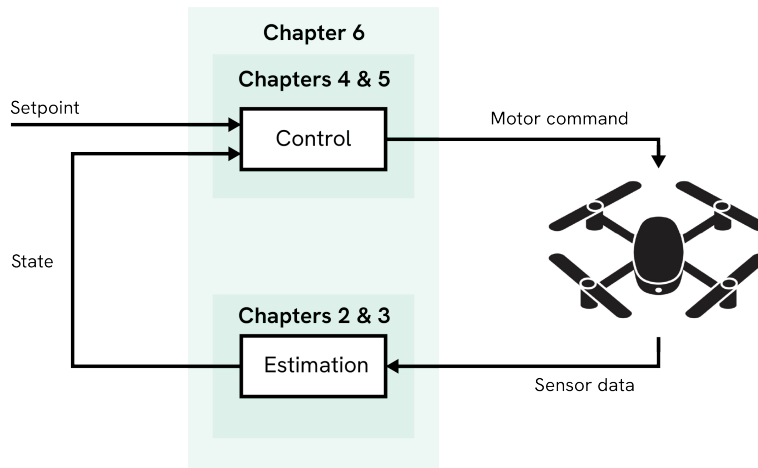 Chapter 6
Chapters 4 & 5
Setpoint
Control
Motor command
State
Chapters 2 & 3
Estimation
Sensor data